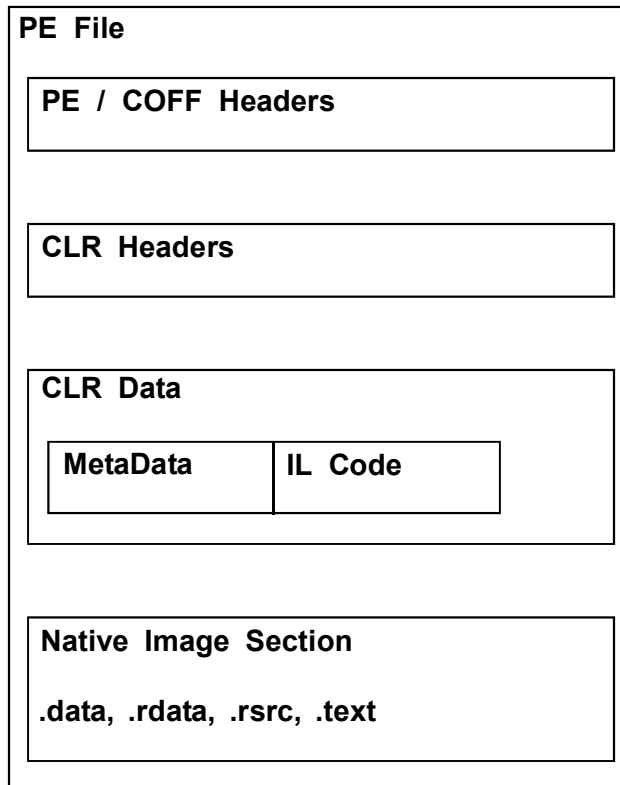 PE File
PE / COFF Headers
CLR Headers
CLR Data
MetaData
IL Code
Native Image Section
.data, .rdata, .rsrc, .text